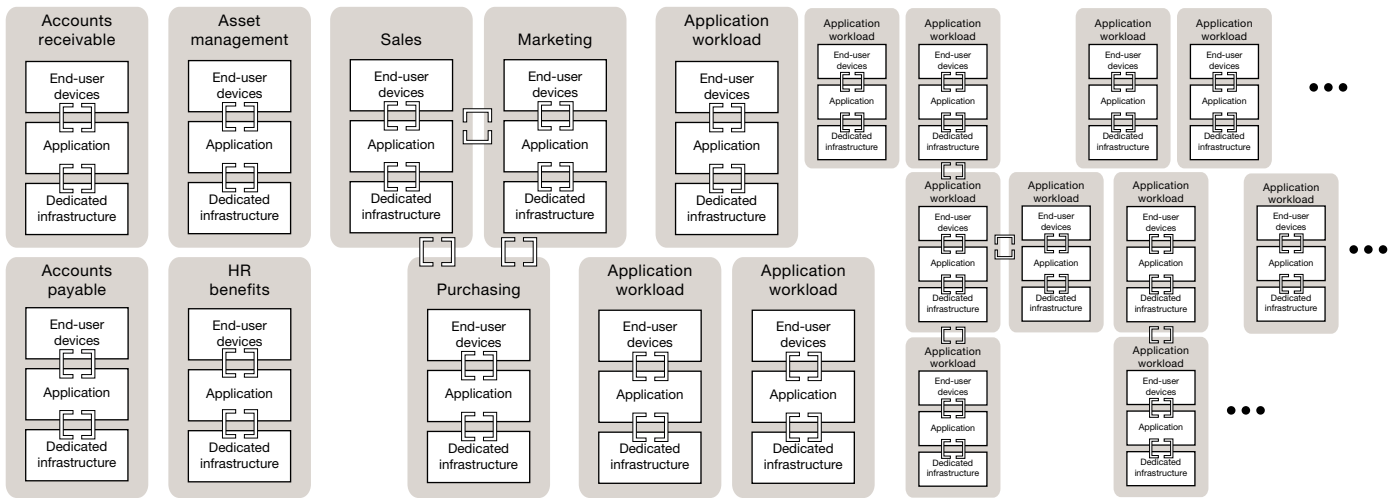 Accounts
receivable
End-user
devices
Application
Dedicated
infrastructure
Asset
management
End-user
devices
Application
Dedicated
infrastructure
Sales
End-user
devices
Application
Dedicated
infrastructure
Marketing
End-user
devices
Application
Dedicated
infrastructure
Application
workload
End-user
devices
Application
Dedicated
infrastructure
Application
workload
End-user
devices
Application
Dedicated
infrastructure
Application
workload
End-user
devices
Application
Dedicated
infrastructure
Application
workload
End-user
devices
Application
Dedicated
infrastructure
Application
workload
End-user
devices
Application
Dedicated
infrastructure
Application
workload
End-user
devices
Application
Dedicated
infrastructure
Application
workload
End-user
devices
Application
Dedicated
infrastructure
Application
workload
End-user
devices
Application
Dedicated
infrastructure
Application
workload
End-user
devices
Application
Dedicated
infrastructure
Accounts
payable
End-user
devices
Application
Dedicated
infrastructure
HR
benefits
End-user
devices
Application
Dedicated
infrastructure
Purchasing
End-user
devices
Application
Dedicated
infrastructure
Application
workload
End-user
devices
Application
Dedicated
infrastructure
Application
workload
End-user
devices
Application
Dedicated
infrastructure
Application
workload
End-user
devices
Application
Dedicated
infrastructure
Application
workload
End-user
devices
Application
Dedicated
infrastructure